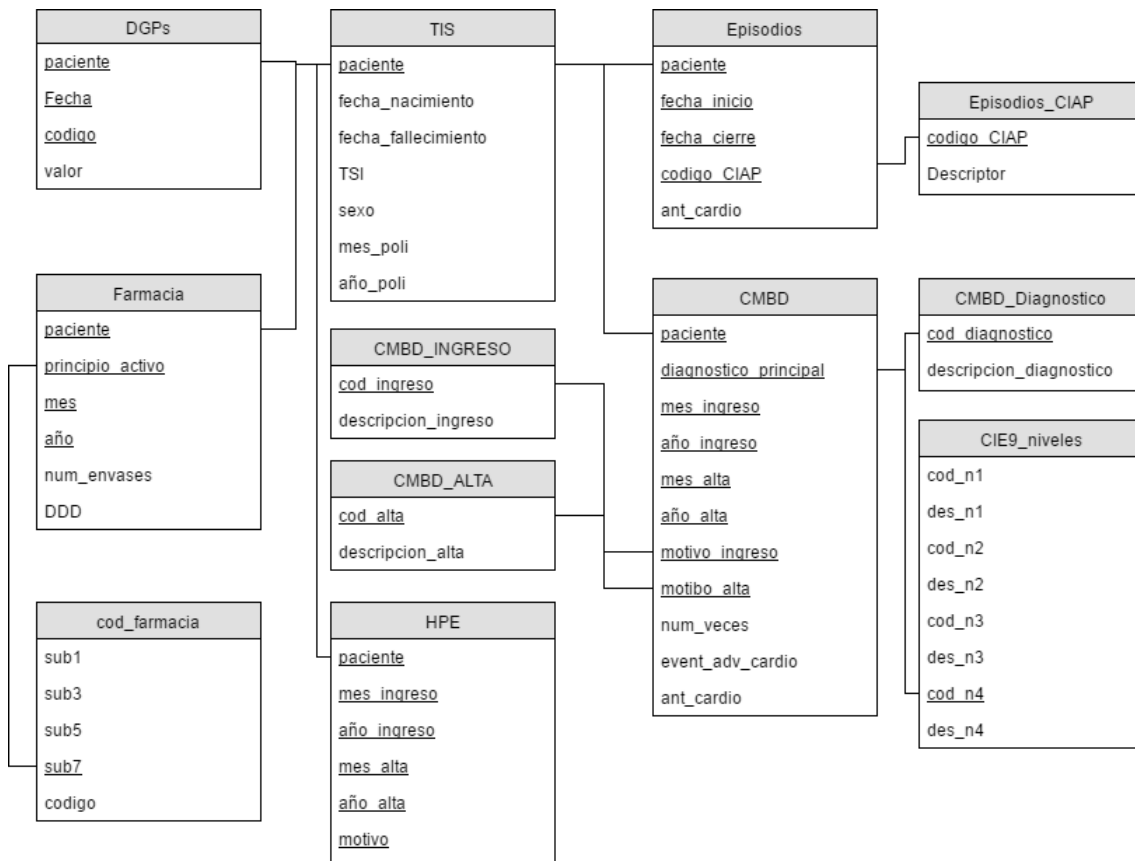 DGPs
paciente
Fecha
codigo
valor
TIS
paciente
fecha_nacimiento
fecha_fallecimiento
TSI
sexo
mes_poli
año_poli
Episodios
paciente
fecha_inicio
fecha_cierre
codigo_CIAP
ant_cardio
Episodios_CIAP
codigo_CIAP
Descriptor
Farmacia
paciente
principio_activo
mes
año
num_envases
DDD
CMBD_INGRESO
cod_ingreso
descripcion_ingreso
CMBD_ALTA
cod_alta
descripcion_alta
CMBD
paciente
diagnostico_principal
mes_ingreso
año_ingreso
mes_alta
año_alta
motivo_ingreso
motibo_alta
num_veces
event_adv_cardio
ant_cardio
CMBD_Diagnostico
cod_diagnostico
descripcion_diagnostico
CIE9_niveles
cod_n1
des_n1
cod_n2
des_n2
cod_n3
des_n3
cod_n4
des_n4
cod_farmacia
sub1
sub3
sub5
sub7
codigo
HPE
paciente
mes_ingreso
año_ingreso
mes_alta
año_alta
motivo